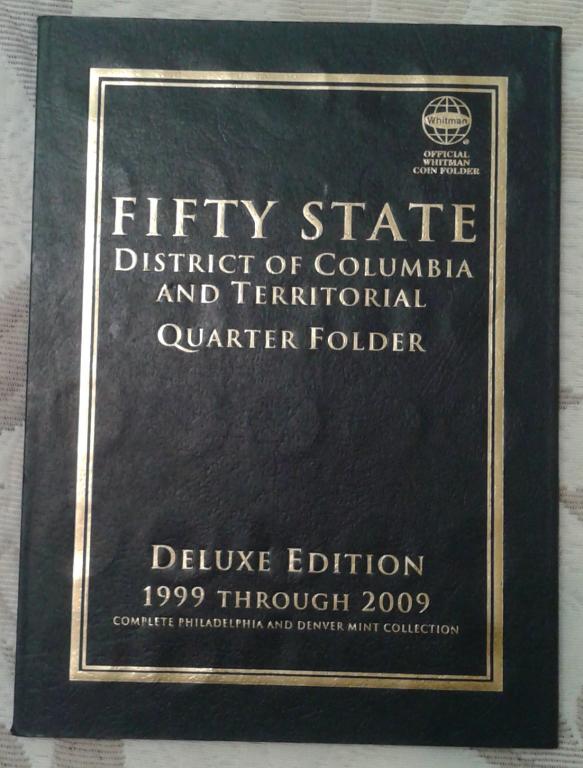 Whitman
OFFICIAL
WHITMAN
COIN FOLDER
FIFTY STATE
DISTRICT OF COLUMBIA
AND TERRITORIAL
QUARTER FOLDER
DELUXE EDITION
1999 THROUGH 2009
COMPLETE PHILADELPHIA AND DENVER MINT COLLECTION